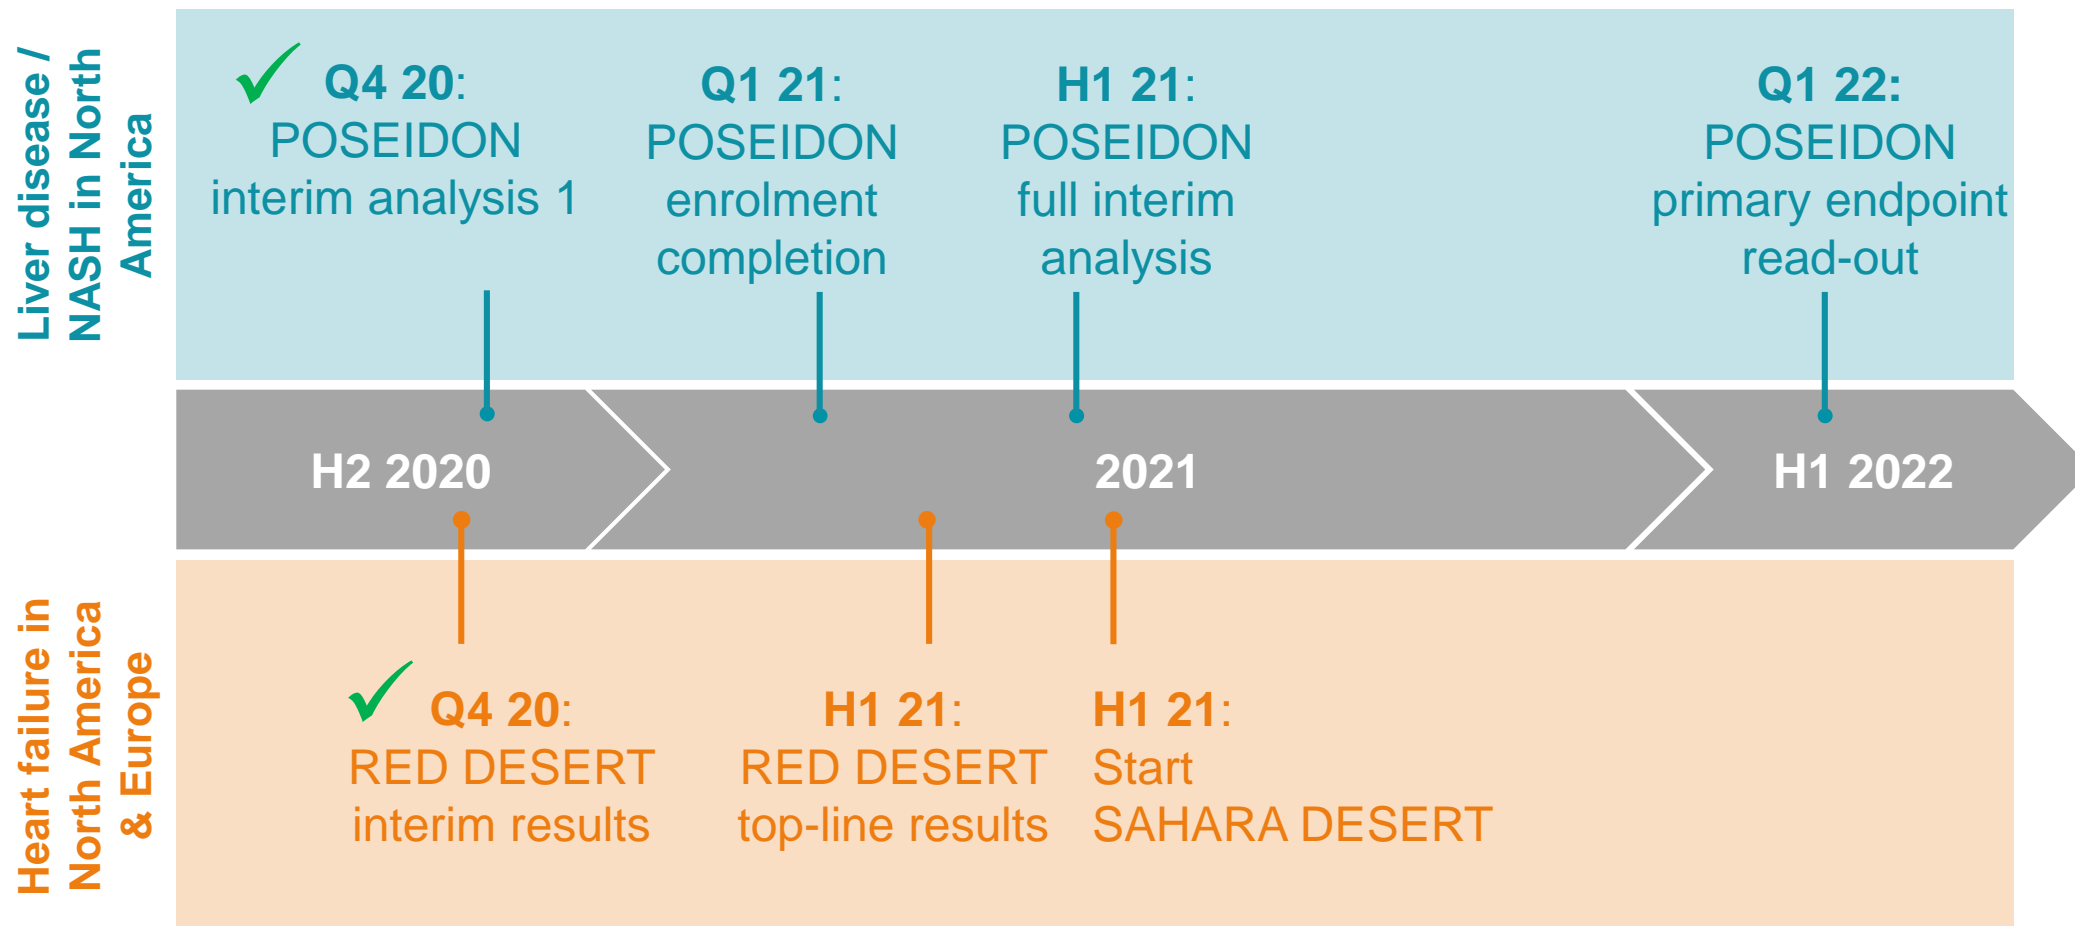 Liver disease /
NASH in North
America
Q4 20:
POSEIDON
interim analysis 1
Q1 21:
POSEIDON
enrolment
completion
H1 21:
POSEIDON
full interim
analysis
Q1 22:
POSEIDON
primary endpoint
read-out
H2 2020
2021
H1 2022
Heart failure in
North America
& Europe
Q4 20:
RED DESERT
interim results
H1 21:
RED DESERT
top-line results
H1 21:
Start
SAHARA DESERT